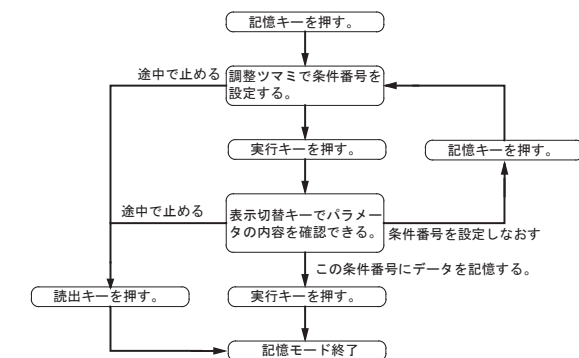 記憶キーを押す。
途中で止める
調整ツマミで条件番号を
設定する。
実行キーを押す。
記憶キーを押す。
途中で止める
表示切替キーでパラメー
タの内容を確認できる。
条件番号を設定しなおす
この条件番号にデータを記憶する。
読出キーを押す。
実行キーを押す。
記憶モード終了